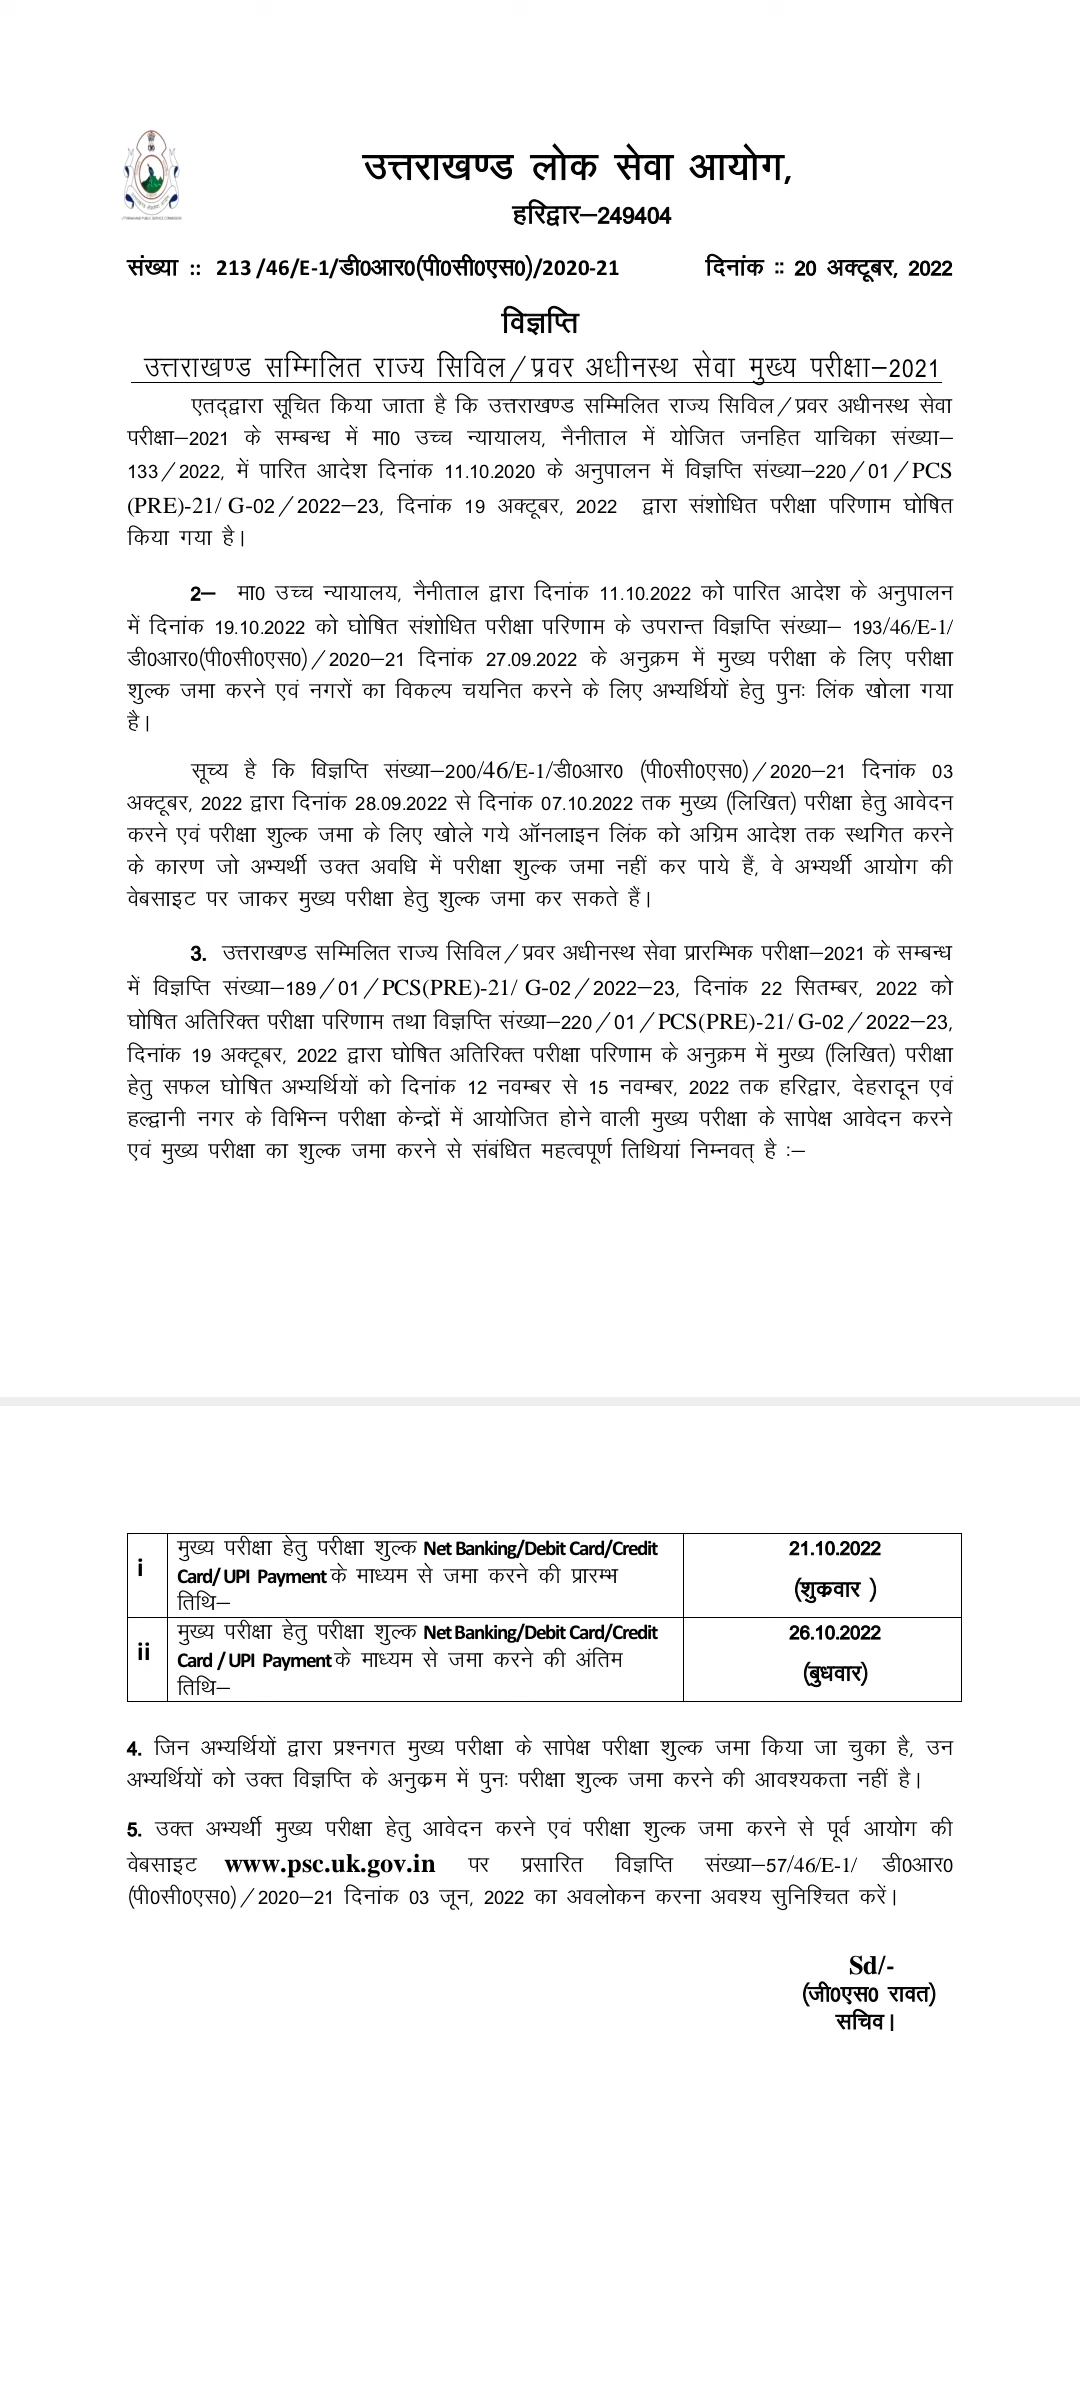 उत्तराखण्ड लोक सेवा आयोग,
हरिद्वार–249404
संख्या :: 213 /46/E-1/डी0आर0(पी0सी0एस0)/2020-21 दिनांक :: 20 अक्टूबर, 2022
विज्ञप्ति
उत्तराखण्ड सम्मिलित राज्य सिविल/प्रवर अधीनस्थ सेवा मुख्य परीक्षा–2021
एतद्द्वारा सूचित किया जाता है कि उत्तराखण्ड सम्मिलित राज्य सिविल/प्रवर अधीनस्थ सेवा
परीक्षा–2021 के सम्बन्ध में मा0 उच्च न्यायालय, नैनीताल में योजित जनहित याचिका संख्या–
133/2022, में पारित आदेश दिनांक 11.10.2020 के अनुपालन में विज्ञप्ति संख्या–220/01/PCS
(PRE)-21/ G-02/2022–23, दिनांक 19 अक्टूबर, 2022 द्वारा संशोधित परीक्षा परिणाम घोषित
किया गया है।
2– मा0 उच्च न्यायालय, नैनीताल द्वारा दिनांक 11.10.2022 को पारित आदेश के अनुपालन
में दिनांक 19.10.2022 को घोषित संशोधित परीक्षा परिणाम के उपरान्त विज्ञप्ति संख्या– 193/46/E-1/
डी0आर0(पी0सी0एस0)/2020–21 दिनांक 27.09.2022 के अनुक्रम में मुख्य परीक्षा के लिए परीक्षा
शुल्क जमा करने एवं नगरों का विकल्प चयनित करने के लिए अभ्यर्थियों हेतु पुनः लिंक खोला गया
है।
सूच्य है कि विज्ञप्ति संख्या–200/46/E-1/डी0आर0 (पी0सी0एस0)/2020–21 दिनांक 03
अक्टूबर, 2022 द्वारा दिनांक 28.09.2022 से दिनांक 07.10.2022 तक मुख्य (लिखित) परीक्षा हेतु आवेदन
करने एवं परीक्षा शुल्क जमा के लिए खोले गये ऑनलाइन लिंक को अग्रिम आदेश तक स्थगित करने
के कारण जो अभ्यर्थी उक्त अवधि में परीक्षा शुल्क जमा नहीं कर पाये हैं, वे अभ्यर्थी आयोग की
वेबसाइट पर जाकर मुख्य परीक्षा हेतु शुल्क जमा कर सकते हैं।
3. उत्तराखण्ड सम्मिलित राज्य सिविल/प्रवर अधीनस्थ सेवा प्रारम्भिक परीक्षा–2021 के सम्बन्ध
में विज्ञप्ति संख्या–189/01/PCS(PRE)-21/ G-02/2022–23, दिनांक 22 सितम्बर, 2022 को
घोषित अतिरिक्त परीक्षा परिणाम तथा विज्ञप्ति संख्या–220/01/PCS(PRE)-21/ G-02/2022–23,
दिनांक 19 अक्टूबर, 2022 द्वारा घोषित अतिरिक्त परीक्षा परिणाम के अनुक्रम में मुख्य (लिखित) परीक्षा
हेतु सफल घोषित अभ्यर्थियों को दिनांक 12 नवम्बर से 15 नवम्बर, 2022 तक हरिद्वार, देहरादून एवं
हल्द्वानी नगर के विभिन्न परीक्षा केन्द्रों में आयोजित होने वाली मुख्य परीक्षा के सापेक्ष आवेदन करने
एवं मुख्य परीक्षा का शुल्क जमा करने से संबंधित महत्वपूर्ण तिथियां निम्नवत् है :–
i मुख्य परीक्षा हेतु परीक्षा शुल्क Net Banking/Debit Card/Credit 21.10.2022
Card/ UPI Payment के माध्यम से जमा करने की प्रारम्भ (शुक्रवार )
तिथि–
ii मुख्य परीक्षा हेतु परीक्षा शुल्क Net Banking/Debit Card/Credit 26.10.2022
Card / UPI Payment के माध्यम से जमा करने की अंतिम (बुधवार)
तिथि–
4. जिन अभ्यर्थियों द्वारा प्रश्नगत मुख्य परीक्षा के सापेक्ष परीक्षा शुल्क जमा किया जा चुका है, उन
अभ्यर्थियों को उक्त विज्ञप्ति के अनुक्रम में पुनः परीक्षा शुल्क जमा करने की आवश्यकता नहीं है।
5. उक्त अभ्यर्थी मुख्य परीक्षा हेतु आवेदन करने एवं परीक्षा शुल्क जमा करने से पूर्व आयोग की
वेबसाइट www.psc.uk.gov.in पर प्रसारित विज्ञप्ति संख्या–57/46/E-1/ डी0आर0
(पी0सी0एस0)/2020–21 दिनांक 03 जून, 2022 का अवलोकन करना अवश्य सुनिश्चित करें।
Sd/-
(जी0एस0 रावत)
सचिव।